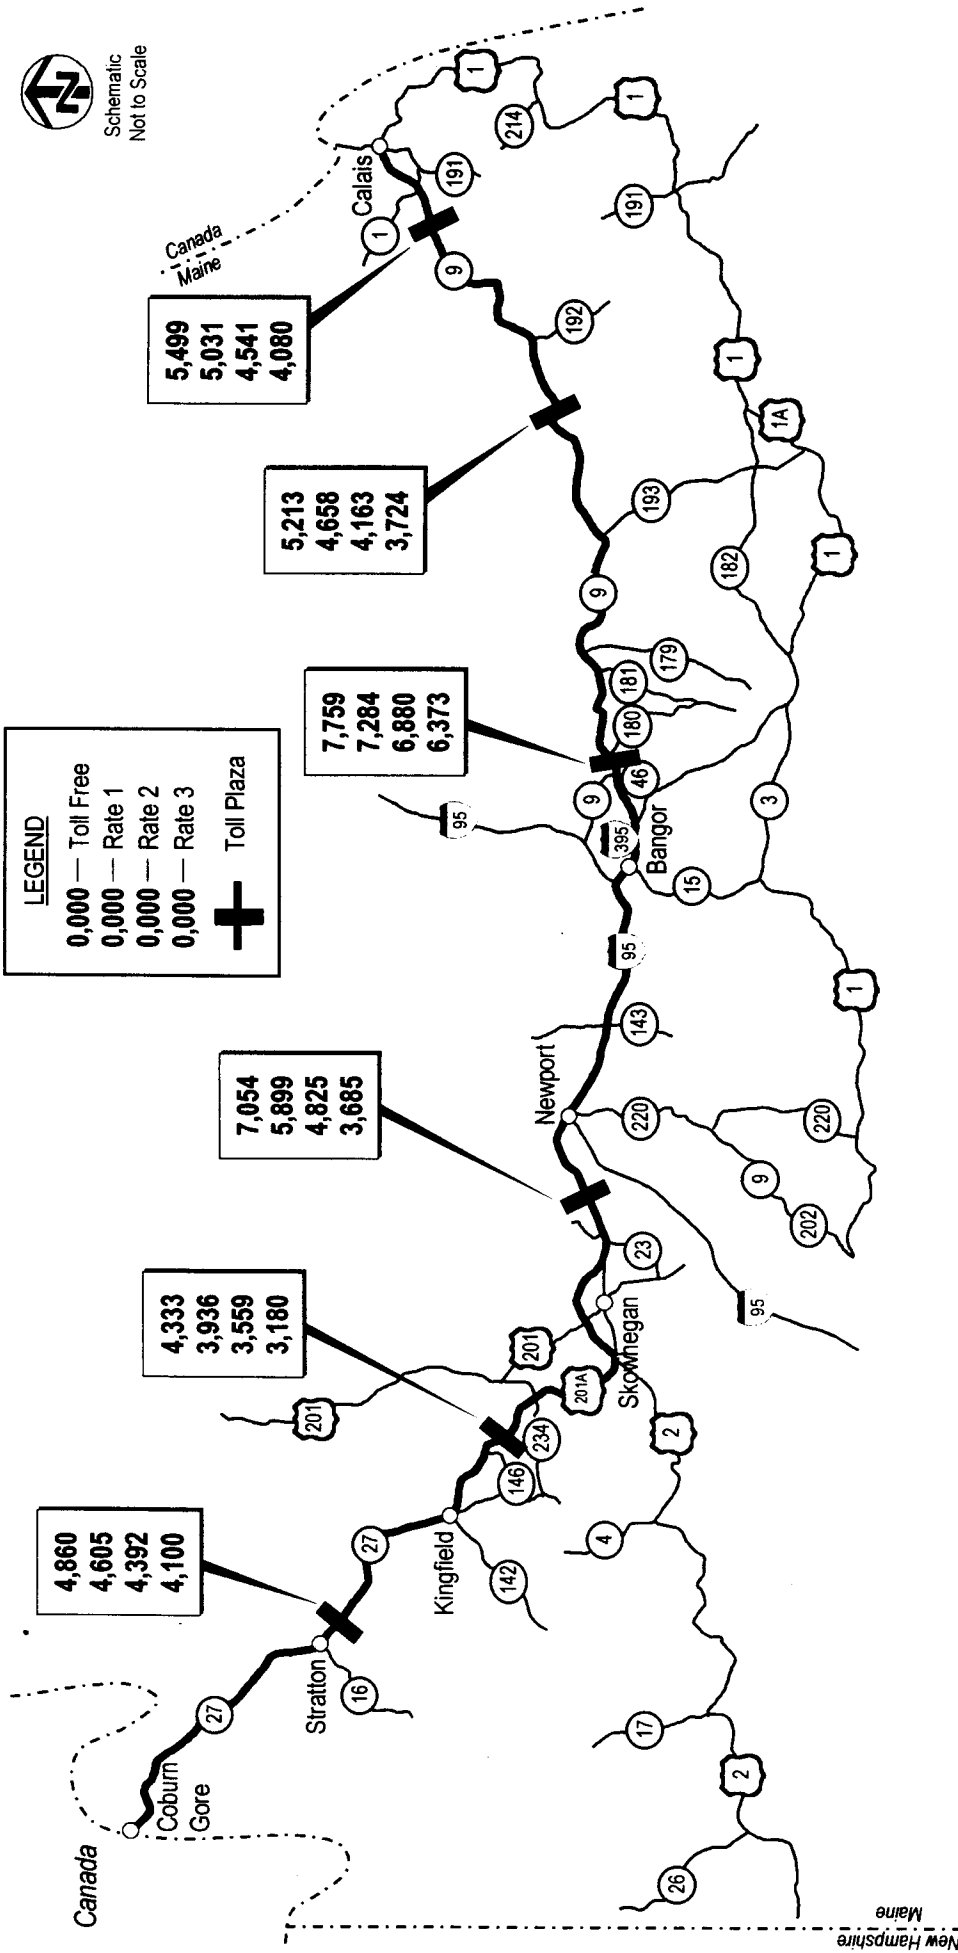 N
Schematic
Not to Scale
LEGEND
0,000 — Toll Free
0,000 — Rate 1
0,000 — Rate 2
0,000 — Rate 3
Toll Plaza
Canada
Coburn
Gore
27
Stratton
16
4,860
4,605
4,392
4,100
27
Kingfield
142
146
234
4,333
3,936
3,559
3,180
201
201
201A
Skowhegan
23
2
4
17
2
26
New Hampshire
Maine
7,054
5,899
4,825
3,685
Newport
143
95
95
220
220
9
202
1
Bangor
395
95
9
46
15
3
7,759
7,284
6,880
6,373
180
181
179
9
193
182
1
1A
1
5,213
4,658
4,163
3,724
192
9
5,499
5,031
4,541
4,080
1
Calais
191
Canada
Maine
1
214
1
191